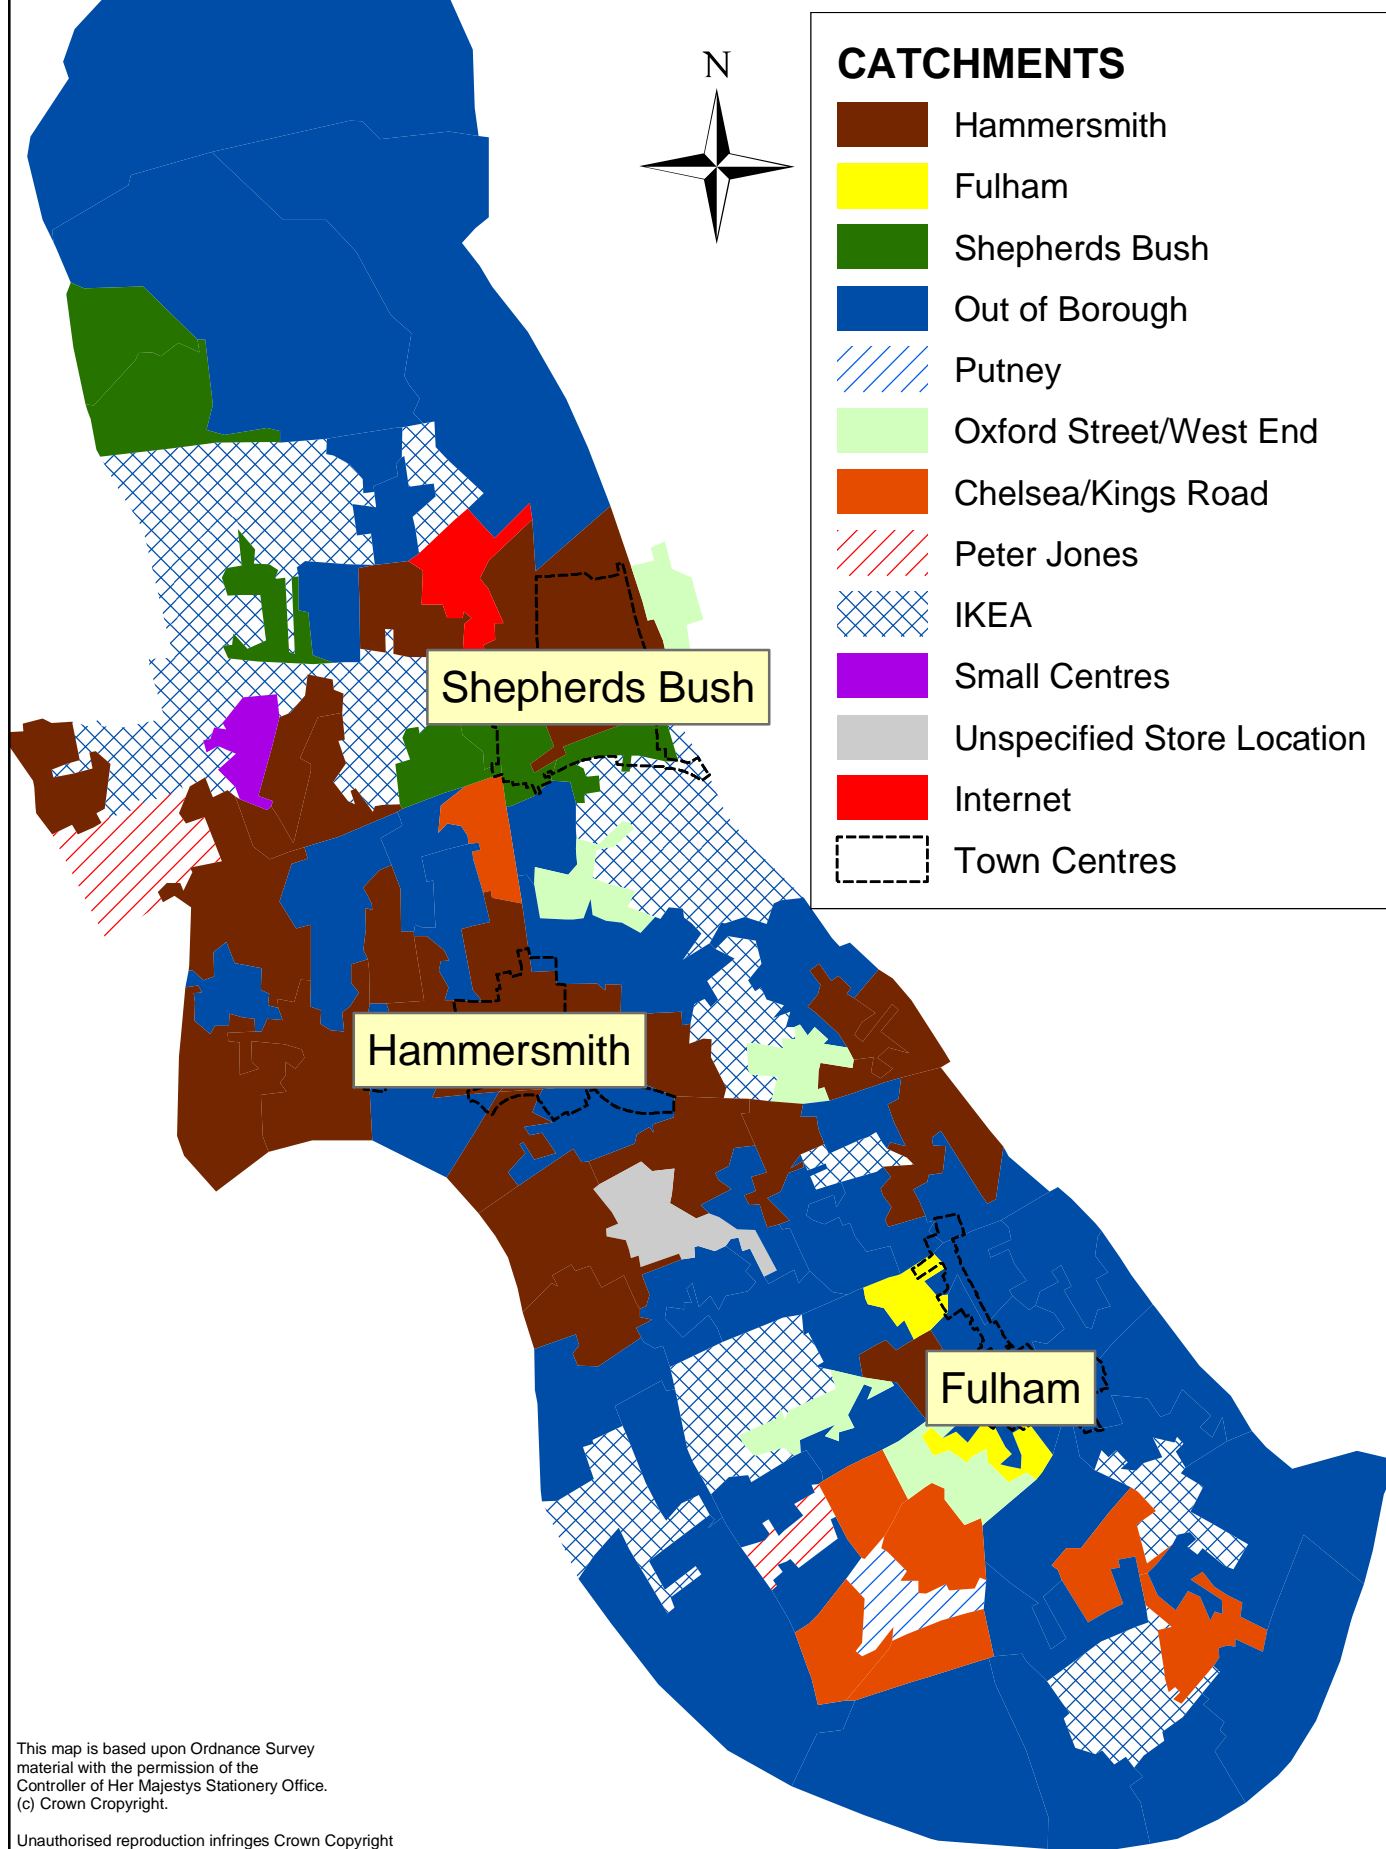 N
CATCHMENTS
Hammersmith
Fulham
Shepherds Bush
Out of Borough
Putney
Oxford Street/West End
Chelsea/Kings Road
Peter Jones
IKEA
Small Centres
Unspecified Store Location
Internet
Town Centres
Shepherds Bush
Hammersmith
Fulham
This map is based upon Ordnance Survey
material with the permission of the
Controller of Her Majestys Stationery Office.
(c) Crown Cropyright.
Unauthorised reproduction infringes Crown Copyright